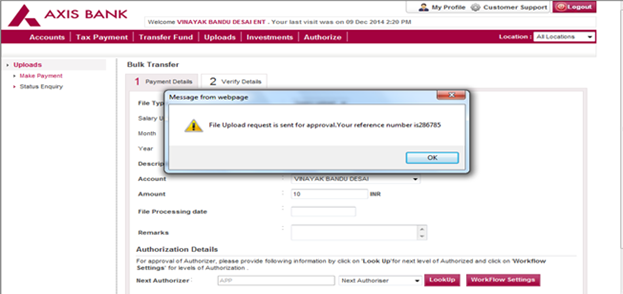 AXIS BANK
My Profile Customer Support Logout
Welcome VINAYAK BANDU DESAI ENT . Your last visit was on 09 Dec 2014 2:20 PM
Accounts Tax Payment Transfer Fund Uploads Investments Authorize Location : All Locations
Uploads
Make Payment
Status Enquiry
Bulk Transfer
1 Payment Details 2 Verify Details
Message from webpage
File Upload request is sent for approval.Your reference number is286785
OK
File Typ
Salary U
Month
Year
Descrip
Account : VINAYAK BANDU DESAI
Amount : 10 INR
File Processing date :
Remarks :
Authorization Details
For approval of Authorizer, please provide following information by click on 'Look Up'for next level of Authorized and click on 'Workflow
Settings' for levels of Authorization .
Next Authorizer : APP Next Authoriser LookUp WorkFlow Settings